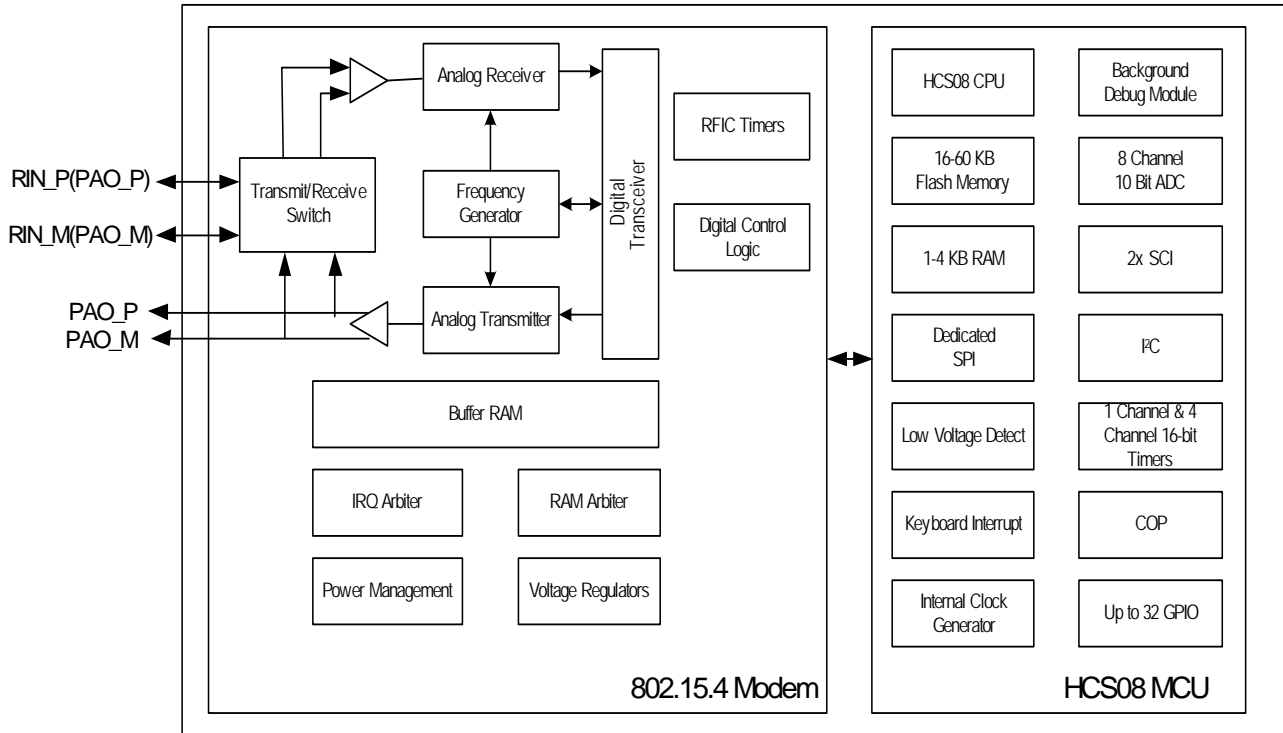 Analog Receiver
RIN_P(PAO_P)
RIN_M(PAO_M)
PAO_P
PAO_M
Transmit/Receive
Switch
Frequency
Generator
Analog Transmitter
Digital
Transceiver
RFIC Timers
Digital Control
Logic
Buffer RAM
IRQ Arbiter
RAM Arbiter
Power Management
Voltage Regulators
802.15.4 Modem
HCS08 CPU
Background
Debug Module
16-60 KB
Flash Memory
8 Channel
10 Bit ADC
1-4 KB RAM
2x SCI
Dedicated
SPI
I²C
Low Voltage Detect
1 Channel & 4
Channel 16-bit
Timers
Keyboard Interrupt
COP
Internal Clock
Generator
Up to 32 GPIO
HCS08 MCU